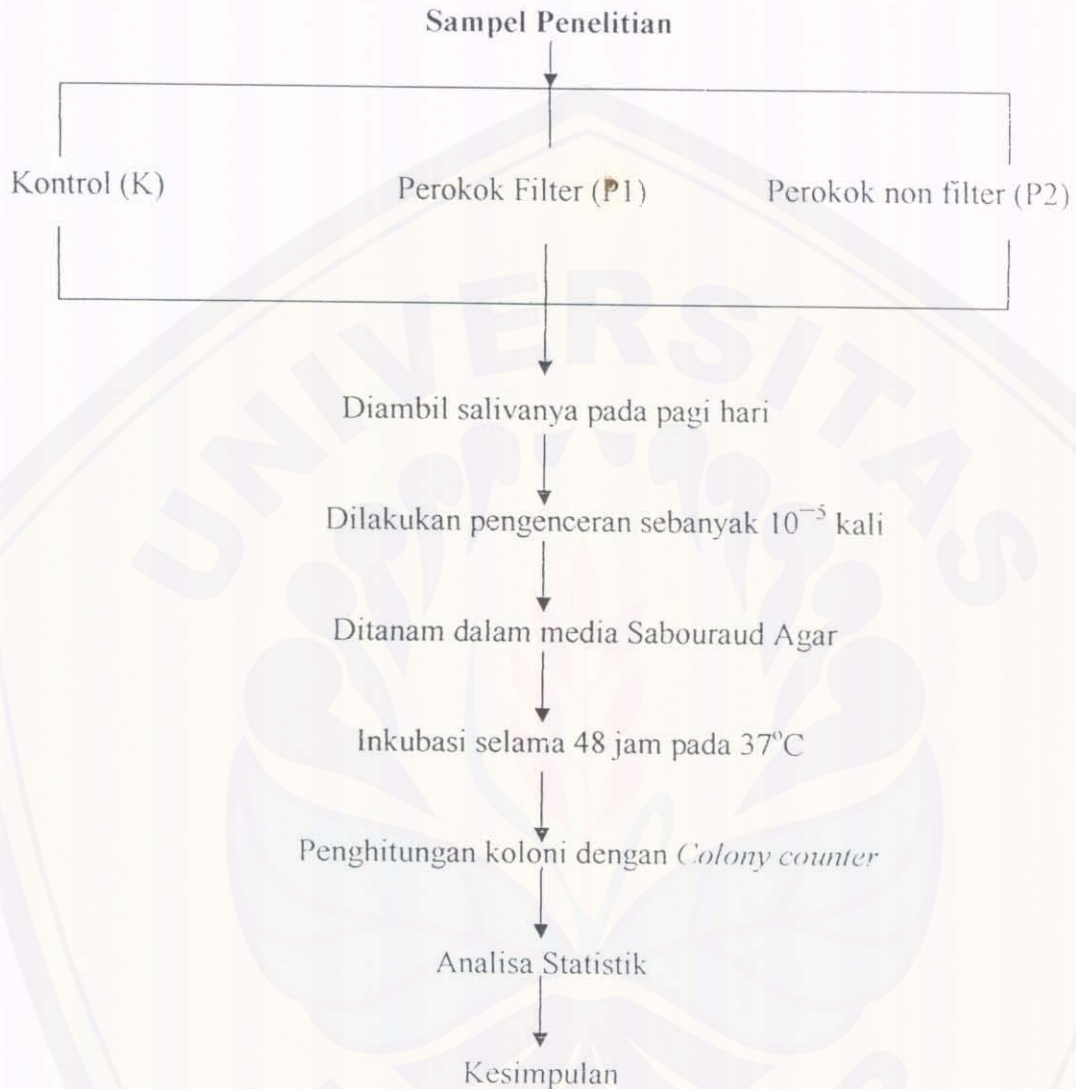 Sampel Penelitian
Kontrol (K)
Perokok Filter (P1)
Perokok non filter (P2)
Diambil salivanya pada pagi hari
Dilakukan pengenceran sebanyak 10⁻⁵ kali
Ditanam dalam media Sabouraud Agar
Inkubasi selama 48 jam pada 37°C
Penghitungan koloni dengan Colony counter
Analisa Statistik
Kesimpulan
UNIVERSITAS